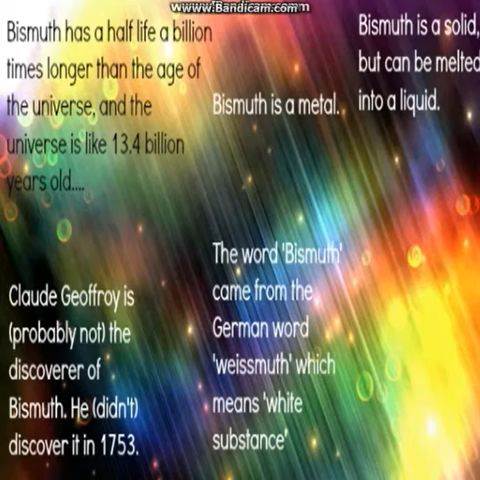 www.Bandicam.com
Bismuth has a half life a billion
times longer than the age of
the universe, and the
universe is like 13.4 billion
years old....
Bismuth is a metal.
Bismuth is a solid,
but can be melted
into a liquid.
Claude Geoffroy is
(probably not) the
discoverer of
Bismuth. He (didn't)
discover it in 1753.
The word 'Bismuth'
came from the
German word
'weissmuth' which
means 'white
substance'